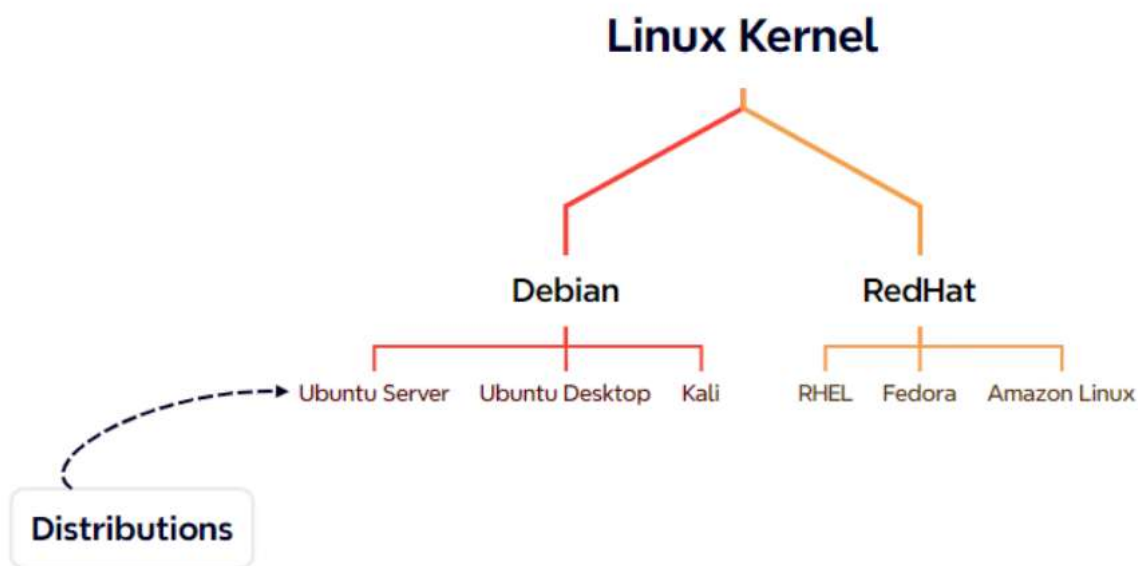 Linux Kernel
Debian RedHat
Ubuntu Server Ubuntu Desktop Kali RHEL Fedora Amazon Linux
Distributions